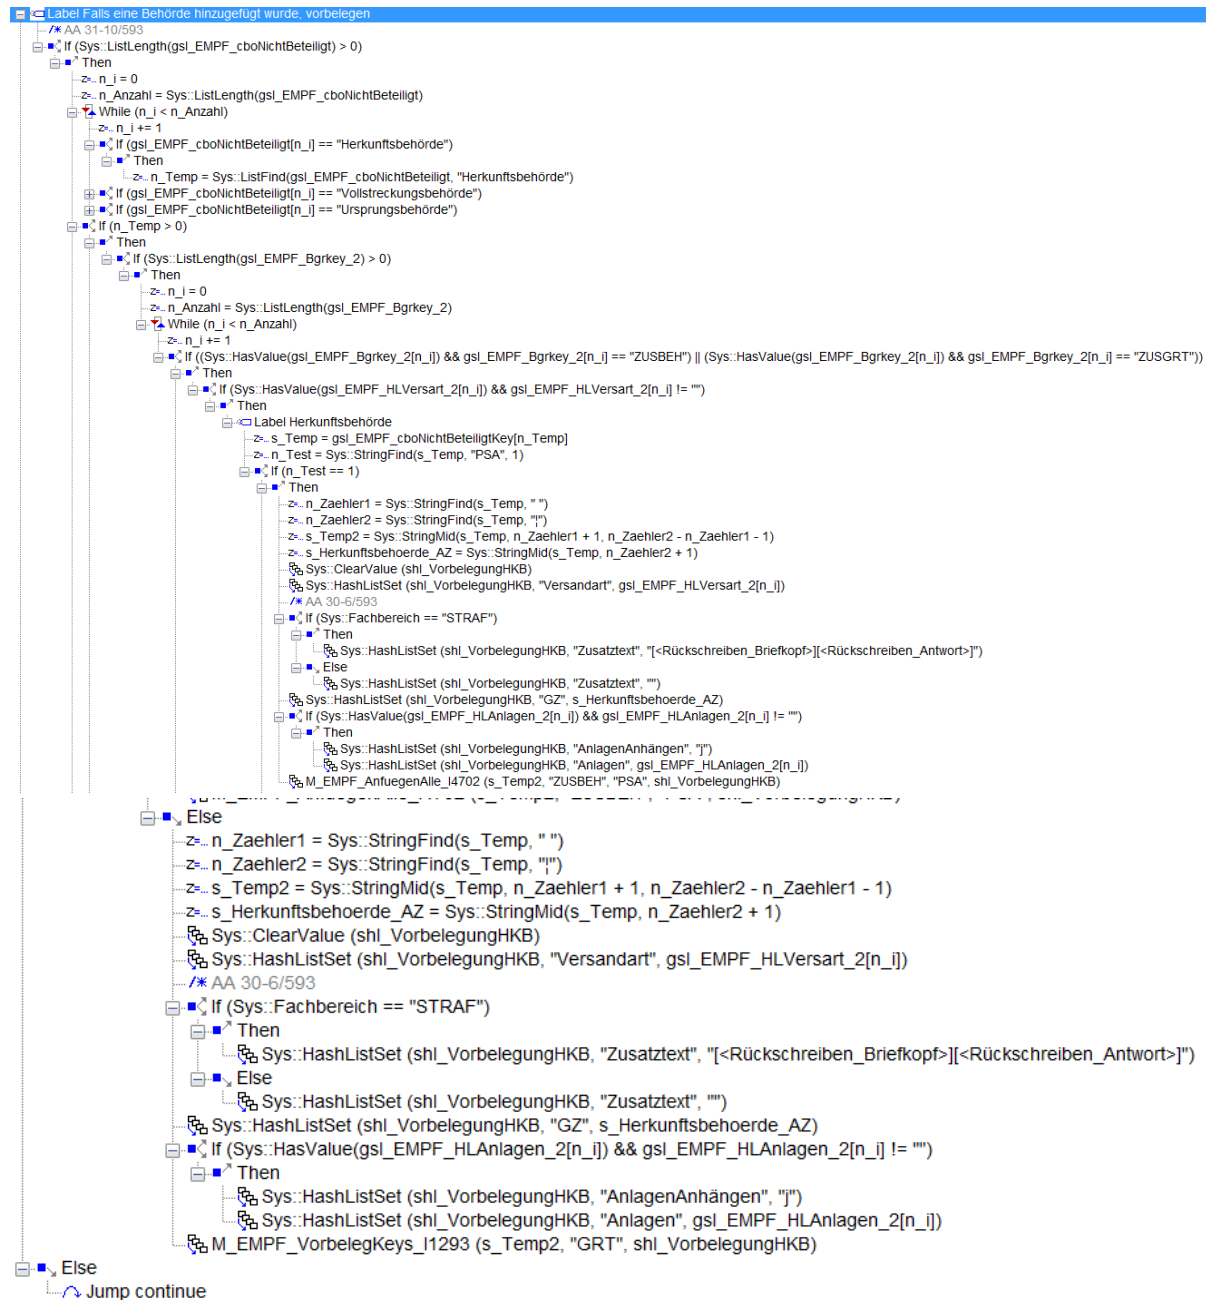 Label Falls eine Behörde hinzugefügt wurde, vorbelegen
AA 31-10/593
If (Sys::ListLength(gsl_EMPF_cboNichtBeteiligt) > 0)
Then
n_i = 0
n_Anzahl = Sys::ListLength(gsl_EMPF_cboNichtBeteiligt)
While (n_i < n_Anzahl)
n_i += 1
If (gsl_EMPF_cboNichtBeteiligt[n_i] == "Herkunftsbehörde")
Then
n_Temp = Sys::ListFind(gsl_EMPF_cboNichtBeteiligt, "Herkunftsbehörde")
If (gsl_EMPF_cboNichtBeteiligt[n_i] == "Vollstreckungsbehörde")
If (gsl_EMPF_cboNichtBeteiligt[n_i] == "Ursprungsbehörde")
If (n_Temp > 0)
Then
If (Sys::ListLength(gsl_EMPF_Bgrkey_2) > 0)
Then
n_i = 0
n_Anzahl = Sys::ListLength(gsl_EMPF_Bgrkey_2)
While (n_i < n_Anzahl)
n_i += 1
If ((Sys::HasValue(gsl_EMPF_Bgrkey_2[n_i]) && gsl_EMPF_Bgrkey_2[n_i] == "ZUSBEH") || (Sys::HasValue(gsl_EMPF_Bgrkey_2[n_i]) && gsl_EMPF_Bgrkey_2[n_i] == "ZUSGRT"))
Then
If (Sys::HasValue(gsl_EMPF_HLVersart_2[n_i]) && gsl_EMPF_HLVersart_2[n_i] != "")
Then
Label Herkunftsbehörde
s_Temp = gsl_EMPF_cboNichtBeteiligtKey[n_Temp]
n_Test = Sys::StringFind(s_Temp, "PSA", 1)
If (n_Test == 1)
Then
n_Zaehler1 = Sys::StringFind(s_Temp, " ")
n_Zaehler2 = Sys::StringFind(s_Temp, "¦")
s_Temp2 = Sys::StringMid(s_Temp, n_Zaehler1 + 1, n_Zaehler2 - n_Zaehler1 - 1)
s_Herkunftsbehoerde_AZ = Sys::StringMid(s_Temp, n_Zaehler2 + 1)
Sys::ClearValue (shl_VorbelegungHKB)
Sys::HashListSet (shl_VorbelegungHKB, "Versandart", gsl_EMPF_HLVersart_2[n_i])
AA 30-6/593
If (Sys::Fachbereich == "STRAF")
Then
Sys::HashListSet (shl_VorbelegungHKB, "Zusatztext", "[<Rückschreiben_Briefkopf>][<Rückschreiben_Antwort>]")
Else
Sys::HashListSet (shl_VorbelegungHKB, "Zusatztext", "")
Sys::HashListSet (shl_VorbelegungHKB, "GZ", s_Herkunftsbehoerde_AZ)
If (Sys::HasValue(gsl_EMPF_HLAnlagen_2[n_i]) && gsl_EMPF_HLAnlagen_2[n_i] != "")
Then
Sys::HashListSet (shl_VorbelegungHKB, "AnlagenAnhängen", "j")
Sys::HashListSet (shl_VorbelegungHKB, "Anlagen", gsl_EMPF_HLAnlagen_2[n_i])
M_EMPF_AnfuegenAlle_I4702 (s_Temp2, "ZUSBEH", "PSA", shl_VorbelegungHKB)
Else
n_Zaehler1 = Sys::StringFind(s_Temp, " ")
n_Zaehler2 = Sys::StringFind(s_Temp, "¦")
s_Temp2 = Sys::StringMid(s_Temp, n_Zaehler1 + 1, n_Zaehler2 - n_Zaehler1 - 1)
s_Herkunftsbehoerde_AZ = Sys::StringMid(s_Temp, n_Zaehler2 + 1)
Sys::ClearValue (shl_VorbelegungHKB)
Sys::HashListSet (shl_VorbelegungHKB, "Versandart", gsl_EMPF_HLVersart_2[n_i])
AA 30-6/593
If (Sys::Fachbereich == "STRAF")
Then
Sys::HashListSet (shl_VorbelegungHKB, "Zusatztext", "[<Rückschreiben_Briefkopf>][<Rückschreiben_Antwort>]")
Else
Sys::HashListSet (shl_VorbelegungHKB, "Zusatztext", "")
Sys::HashListSet (shl_VorbelegungHKB, "GZ", s_Herkunftsbehoerde_AZ)
If (Sys::HasValue(gsl_EMPF_HLAnlagen_2[n_i]) && gsl_EMPF_HLAnlagen_2[n_i] != "")
Then
Sys::HashListSet (shl_VorbelegungHKB, "AnlagenAnhängen", "j")
Sys::HashListSet (shl_VorbelegungHKB, "Anlagen", gsl_EMPF_HLAnlagen_2[n_i])
M_EMPF_VorbelegKeys_I1293 (s_Temp2, "GRT", shl_VorbelegungHKB)
Else
Jump continue